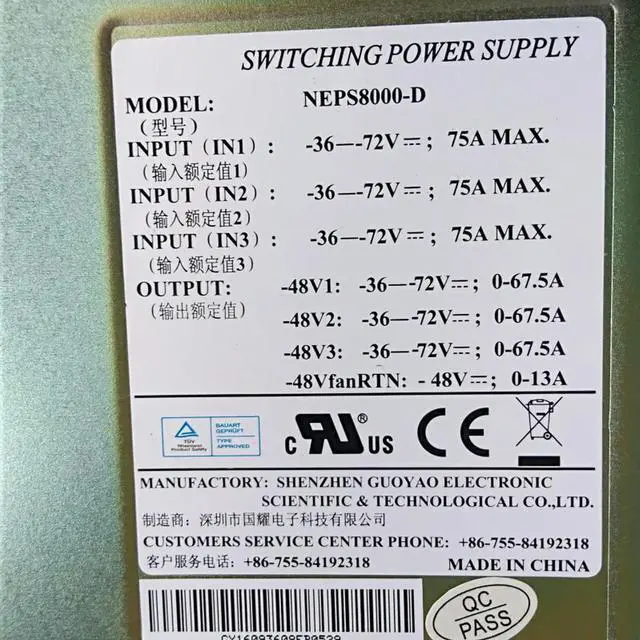 SWITCHING POWER SUPPLY
MODEL: NEPS8000-D
(型号)
INPUT(IN1): -36—-72V⎓; 75A MAX.
(输入额定值1)
INPUT(IN2): -36—-72V⎓; 75A MAX.
(输入额定值2)
INPUT(IN3): -36—-72V⎓; 75A MAX.
(输入额定值3)
OUTPUT: -48V1: -36—-72V⎓; 0-67.5A
(输出额定值)
-48V2: -36—-72V⎓; 0-67.5A
-48V3: -36—-72V⎓; 0-67.5A
-48VfanRTN: - 48V⎓; 0-13A
TÜV Rheinland Product Safety
BAUART GEPRÜFT
TYPE APPROVED
c RU ® US CE
MANUFACTORY: SHENZHEN GUOYAO ELECTRONIC
SCIENTIFIC & TECHNOLOGICAL CO.,LTD.
制造商: 深圳市国耀电子科技有限公司
CUSTOMERS SERVICE CENTER PHONE: +86-755-84192318
客户服务电话: +86-755-84192318
MADE IN CHINA
QC
PASS